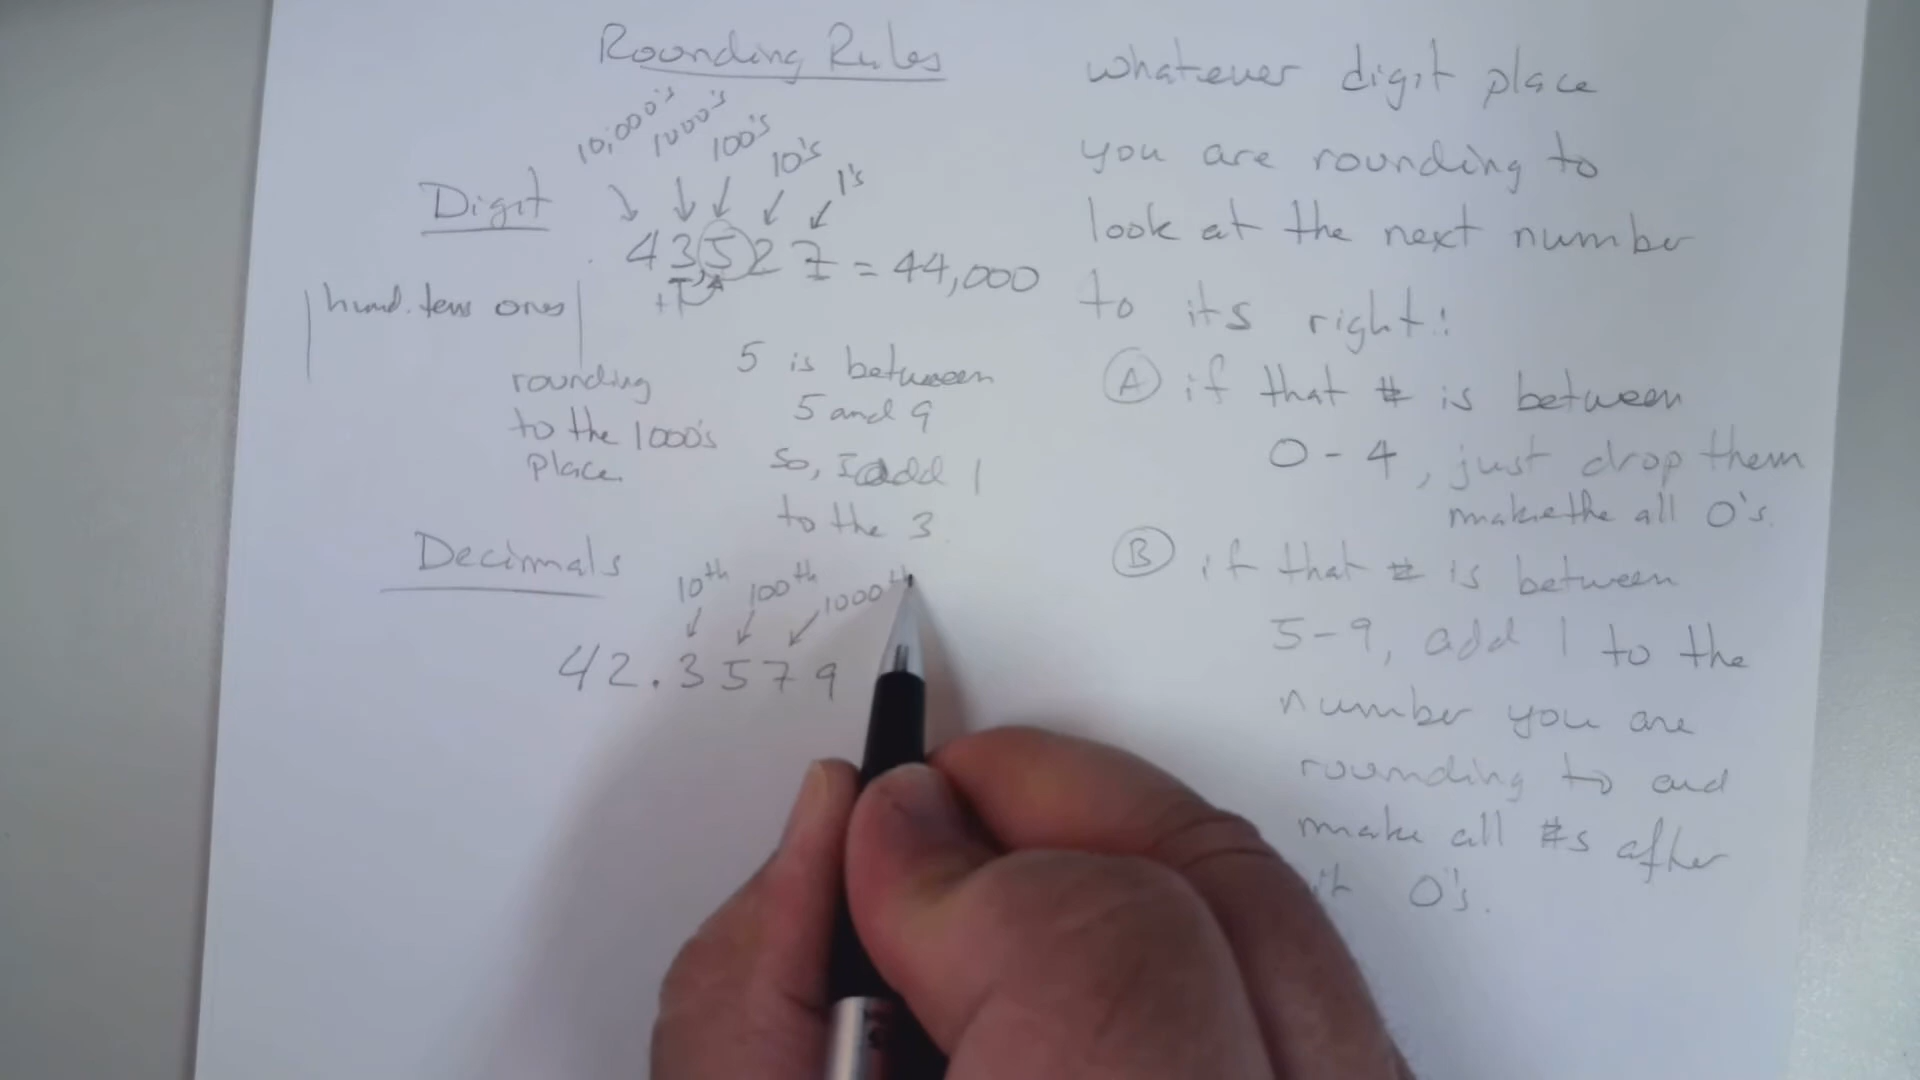 Rounding Rules
10,000's 1000's 100's 10's 1's
Digit
43527 = 44,000
+1
hund. tens ones
rounding
to the 1000's
place.
5 is between
5 and 9
so, I add 1
to the 3.
Decimals
10th 100th 1000th
42.3579
whatever digit place
you are rounding to
look at the next number
to its right:
A if that # is between
0-4, just drop them
make the all 0's.
B if that # is between
5-9, add 1 to the
number you are
rounding to and
make all #s after
it 0's.